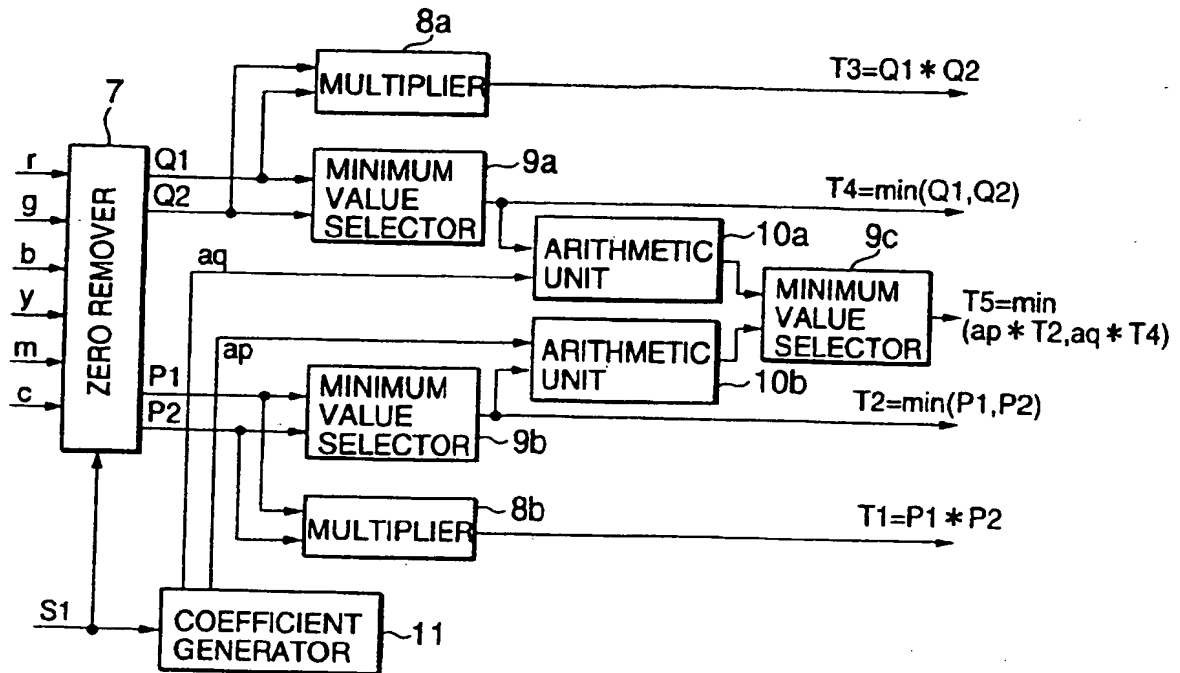 8a
MULTIPLIER
T3=Q1*Q2
7
r
g
b
y
m
c
ZERO REMOVER
Q1
Q2
MINIMUM
VALUE
SELECTOR
9a
T4=min(Q1,Q2)
aq
ARITHMETIC
UNIT
10a
9c
MINIMUM
VALUE
SELECTOR
T5=min
(ap*T2,aq*T4)
ap
ARITHMETIC
UNIT
10b
P1
P2
MINIMUM
VALUE
SELECTOR
9b
T2=min(P1,P2)
MULTIPLIER
8b
T1=P1*P2
S1
COEFFICIENT
GENERATOR
11